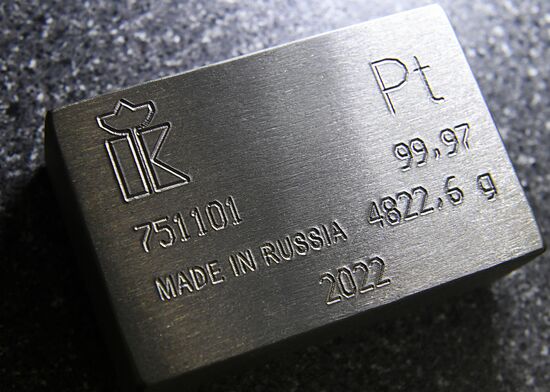 Pt
99,97
751101 4822.6 g
MADE IN RUSSIA
2022